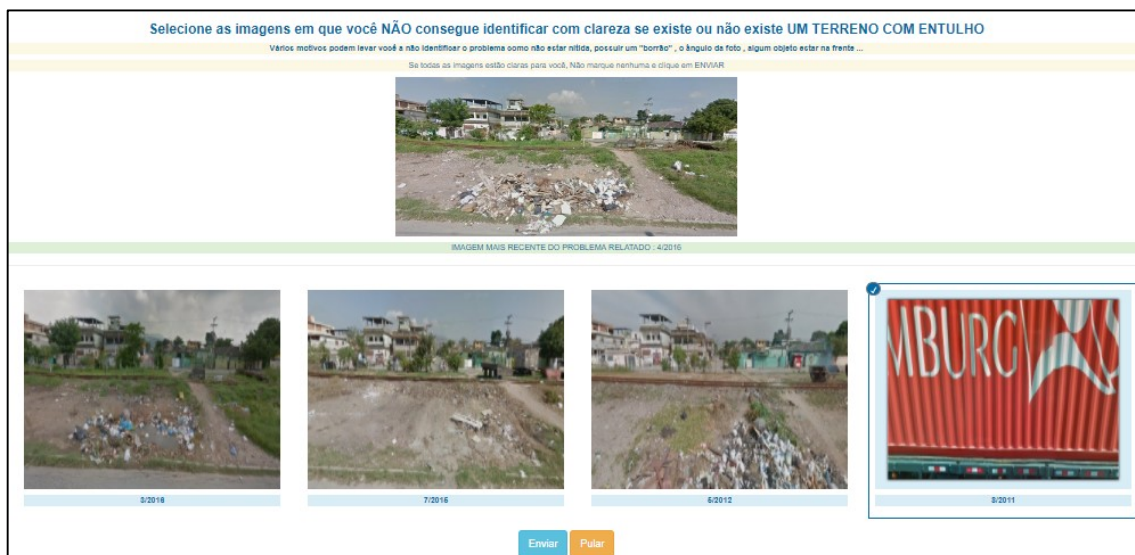 Selecione as imagens em que você NÃO consegue identificar com clareza se existe ou não existe UM TERRENO COM ENTULHO
Vários motivos podem levar você a não identificar o problema como não estar nítida, possuir um "borrão" , o ângulo da foto , algum objeto estar na frente ...
Se todas as imagens estão claras para você, Não marque nenhuma e clique em ENVIAR
IMAGEM MAIS RECENTE DO PROBLEMA RELATADO : 4/2016
MBURG
3/2016
7/2015
6/2012
8/2011
Enviar
Pular